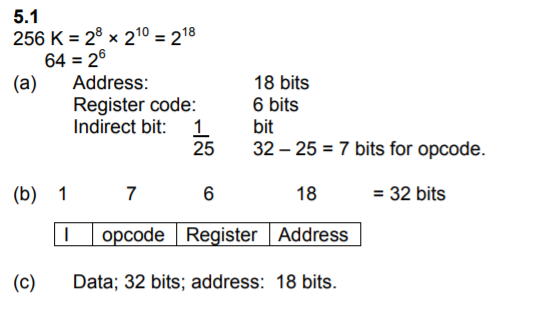 5.1
256 K = 2⁸ × 2¹⁰ = 2¹⁸
64 = 2⁶
(a) Address: 18 bits
Register code: 6 bits
Indirect bit: 1 bit
25 32 – 25 = 7 bits for opcode.
(b) 1 7 6 18 = 32 bits
I opcode Register Address
(c) Data; 32 bits; address: 18 bits.